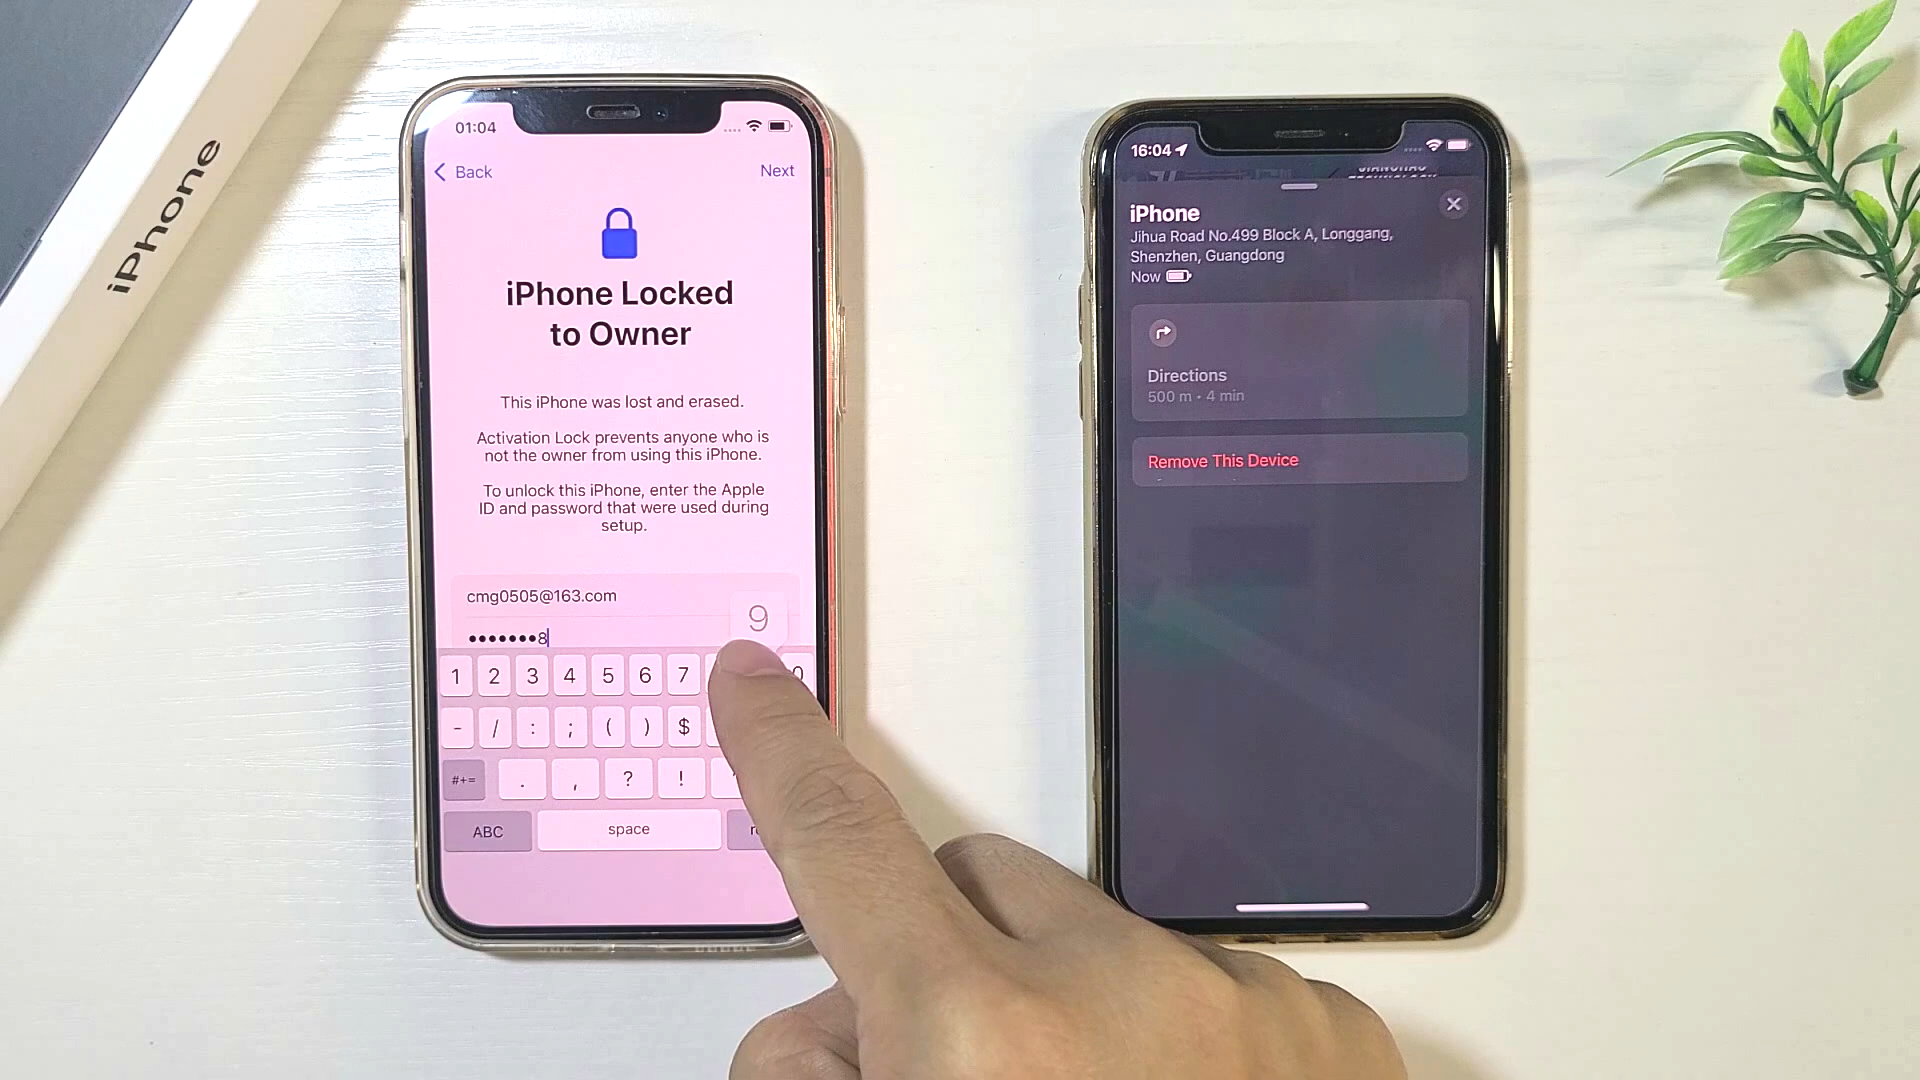 iPhone
01:04
Back
Next
iPhone Locked
to Owner
This iPhone was lost and erased.
Activation Lock prevents anyone who is
not the owner from using this iPhone.
To unlock this iPhone, enter the Apple
ID and password that were used during
setup.
cmg0505@163.com
•••••••8
9
1 2 3 4 5 6 7 0
- / : ; ( ) $
#+= . , ? !
ABC space
16:04
iPhone
Jihua Road No.499 Block A, Longgang,
Shenzhen, Guangdong
Now
Directions
500 m • 4 min
Remove This Device